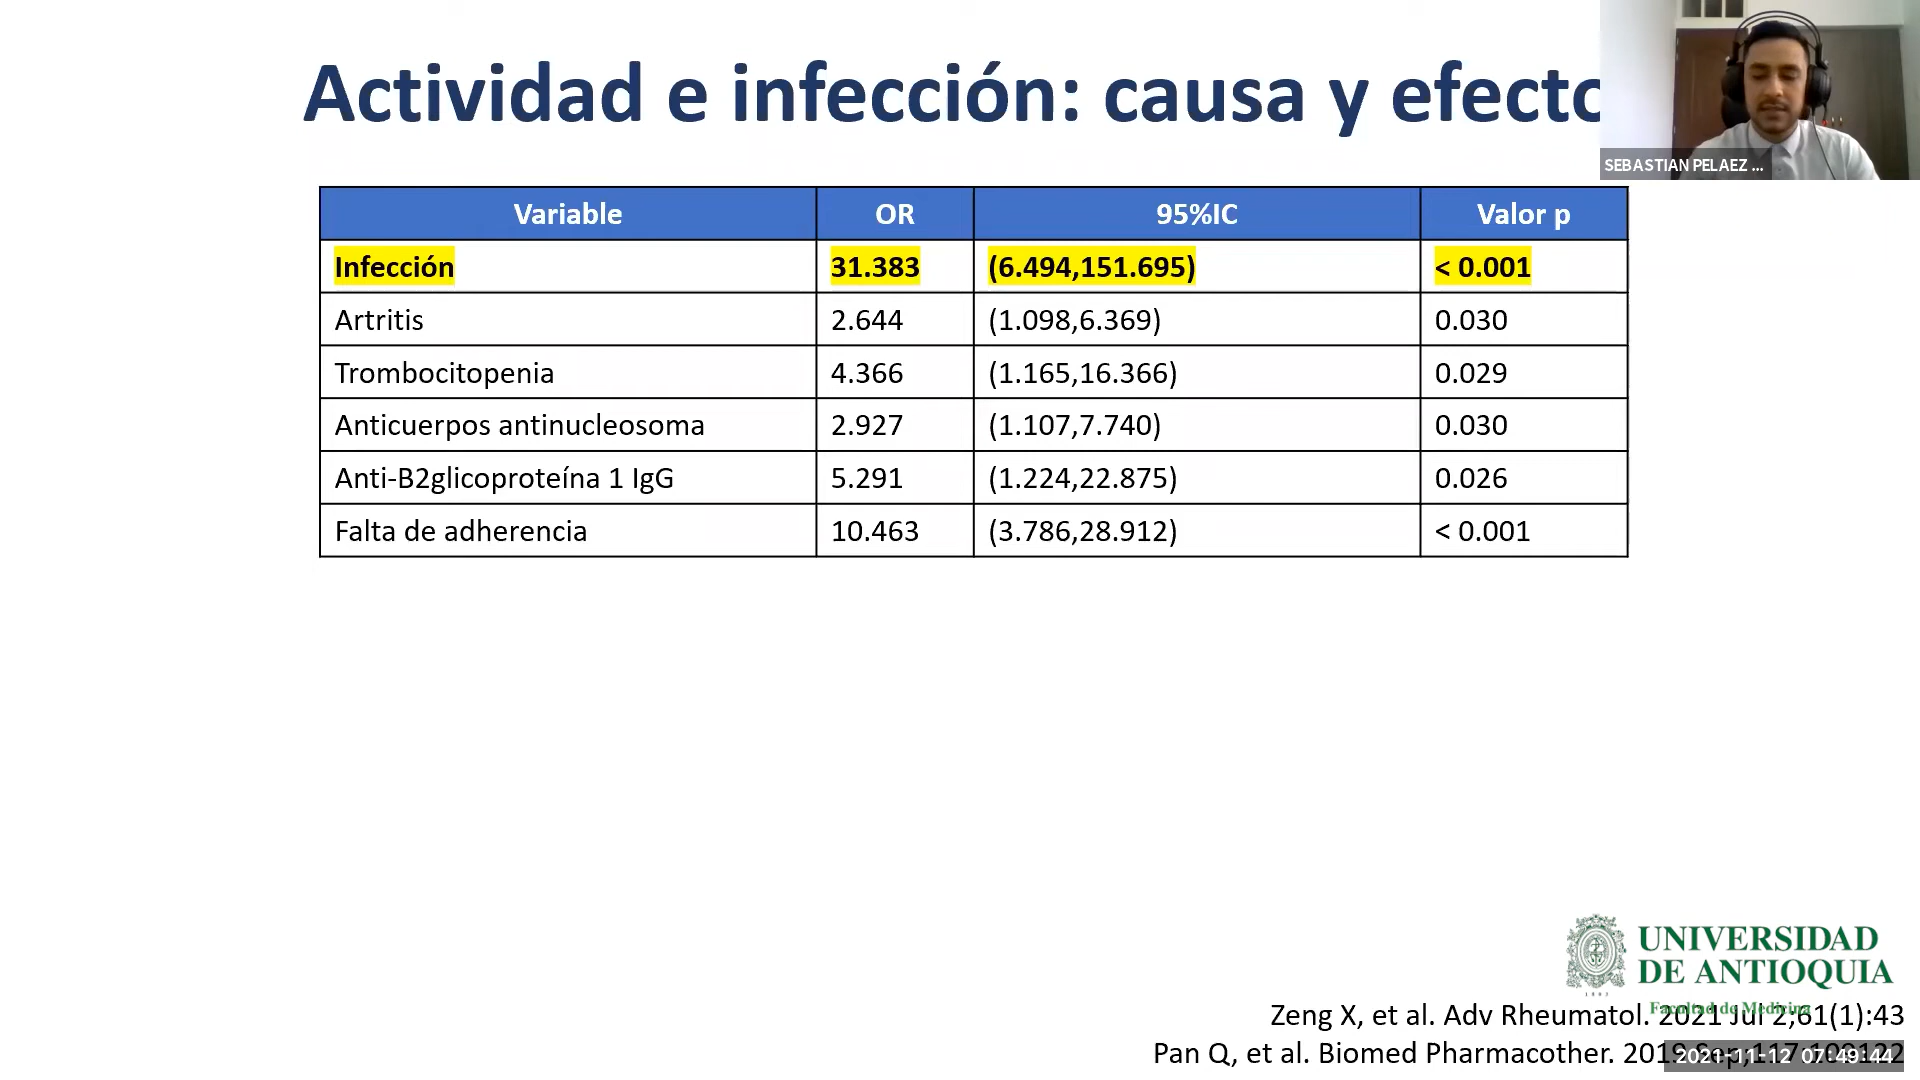 Actividad e infección: causa y efecto
SEBASTIAN PELAEZ ...
Variable OR 95%IC Valor p
Infección 31.383 (6.494,151.695) < 0.001
Artritis 2.644 (1.098,6.369) 0.030
Trombocitopenia 4.366 (1.165,16.366) 0.029
Anticuerpos antinucleosoma 2.927 (1.107,7.740) 0.030
Anti-B2glicoproteína 1 IgG 5.291 (1.224,22.875) 0.026
Falta de adherencia 10.463 (3.786,28.912) < 0.001
UNIVERSIDAD
DE ANTIOQUIA
1803
Facultad de Medicina
Zeng X, et al. Adv Rheumatol. 2021 Jul 2;61(1):43
Pan Q, et al. Biomed Pharmacother. 2019 Sep;117:
2021-11-12 07:49:44